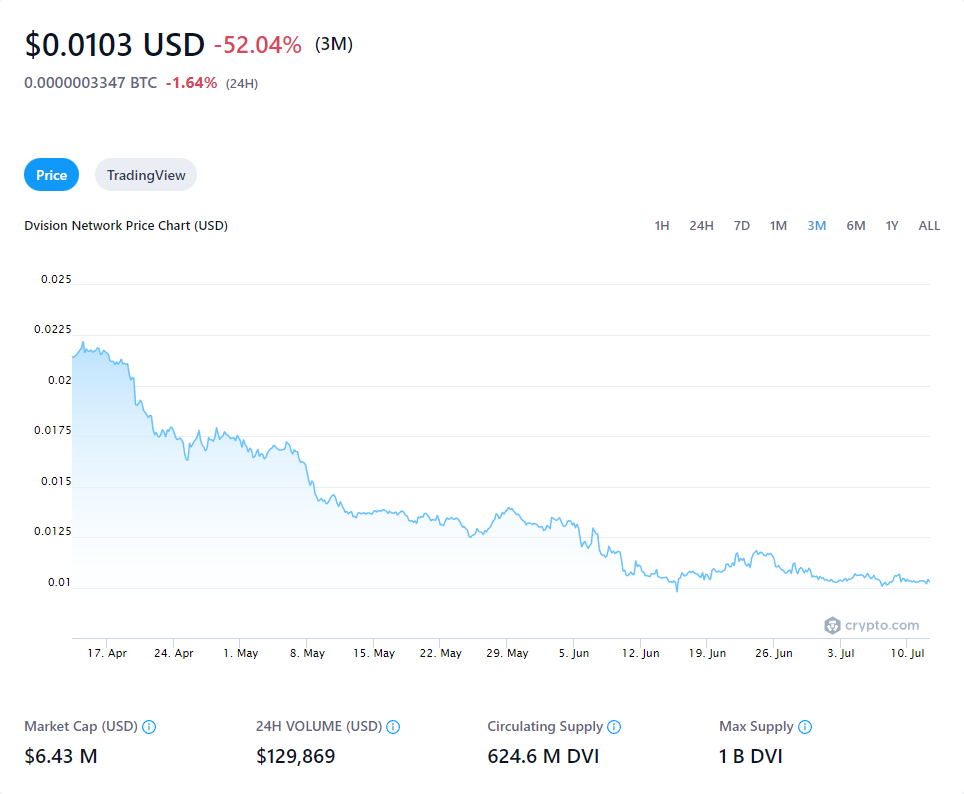 $0.0103 USD -52.04% (3M)
0.0000003347 BTC -1.64% (24H)
Price TradingView
Dvision Network Price Chart (USD) 1H 24H 7D 1M 3M 6M 1Y ALL
0.025
0.0225
0.02
0.0175
0.015
0.0125
0.01
crypto.com
17. Apr 24. Apr 1. May 8. May 15. May 22. May 29. May 5. Jun 12. Jun 19. Jun 26. Jun 3. Jul 10. Jul
Market Cap (USD) 24H VOLUME (USD) Circulating Supply Max Supply
$6.43 M $129,869 624.6 M DVI 1 B DVI